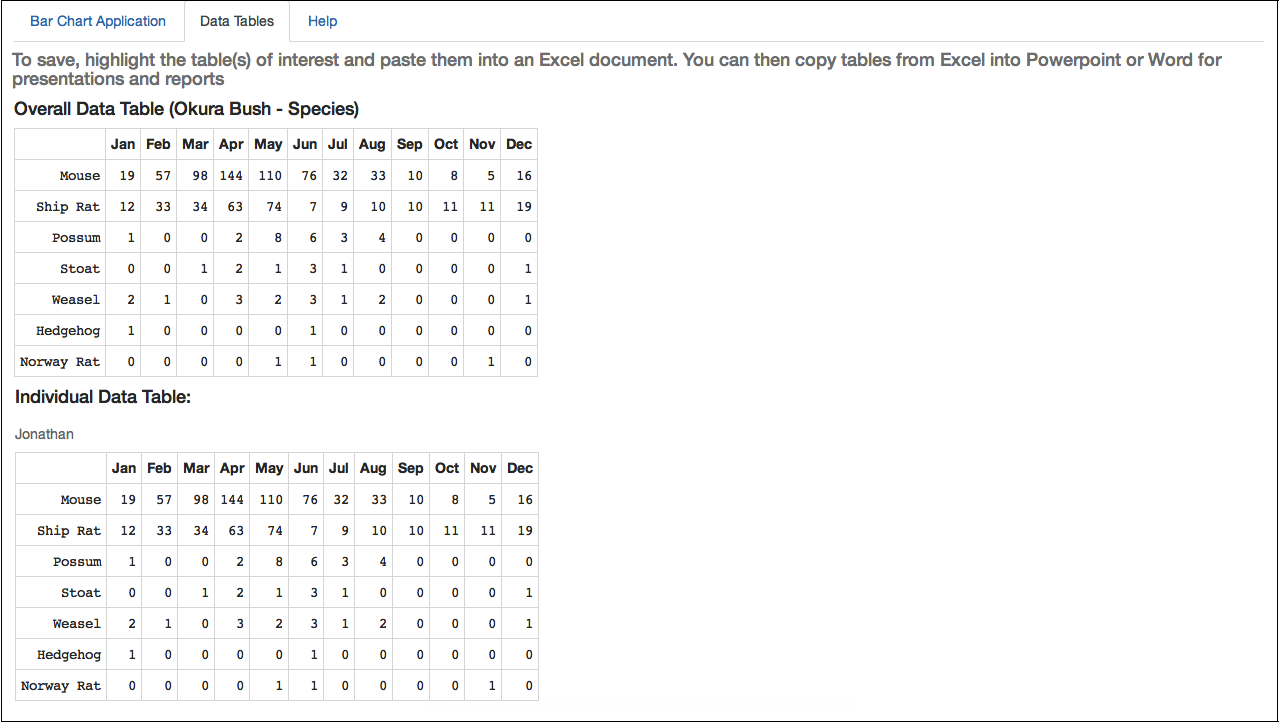 Bar Chart Application Data Tables Help
To save, highlight the table(s) of interest and paste them into an Excel document. You can then copy tables from Excel into Powerpoint or Word for
presentations and reports
Overall Data Table (Okura Bush - Species)
Jan Feb Mar Apr May Jun Jul Aug Sep Oct Nov Dec
Mouse 19 57 98 144 110 76 32 33 10 8 5 16
Ship Rat 12 33 34 63 74 7 9 10 10 11 11 19
Possum 1 0 0 2 8 6 3 4 0 0 0 0
Stoat 0 0 1 2 1 3 1 0 0 0 0 1
Weasel 2 1 0 3 2 3 1 2 0 0 0 1
Hedgehog 1 0 0 0 0 1 0 0 0 0 0 0
Norway Rat 0 0 0 0 1 1 0 0 0 0 1 0
Individual Data Table:
Jonathan
Jan Feb Mar Apr May Jun Jul Aug Sep Oct Nov Dec
Mouse 19 57 98 144 110 76 32 33 10 8 5 16
Ship Rat 12 33 34 63 74 7 9 10 10 11 11 19
Possum 1 0 0 2 8 6 3 4 0 0 0 0
Stoat 0 0 1 2 1 3 1 0 0 0 0 1
Weasel 2 1 0 3 2 3 1 2 0 0 0 1
Hedgehog 1 0 0 0 0 1 0 0 0 0 0 0
Norway Rat 0 0 0 0 1 1 0 0 0 0 1 0